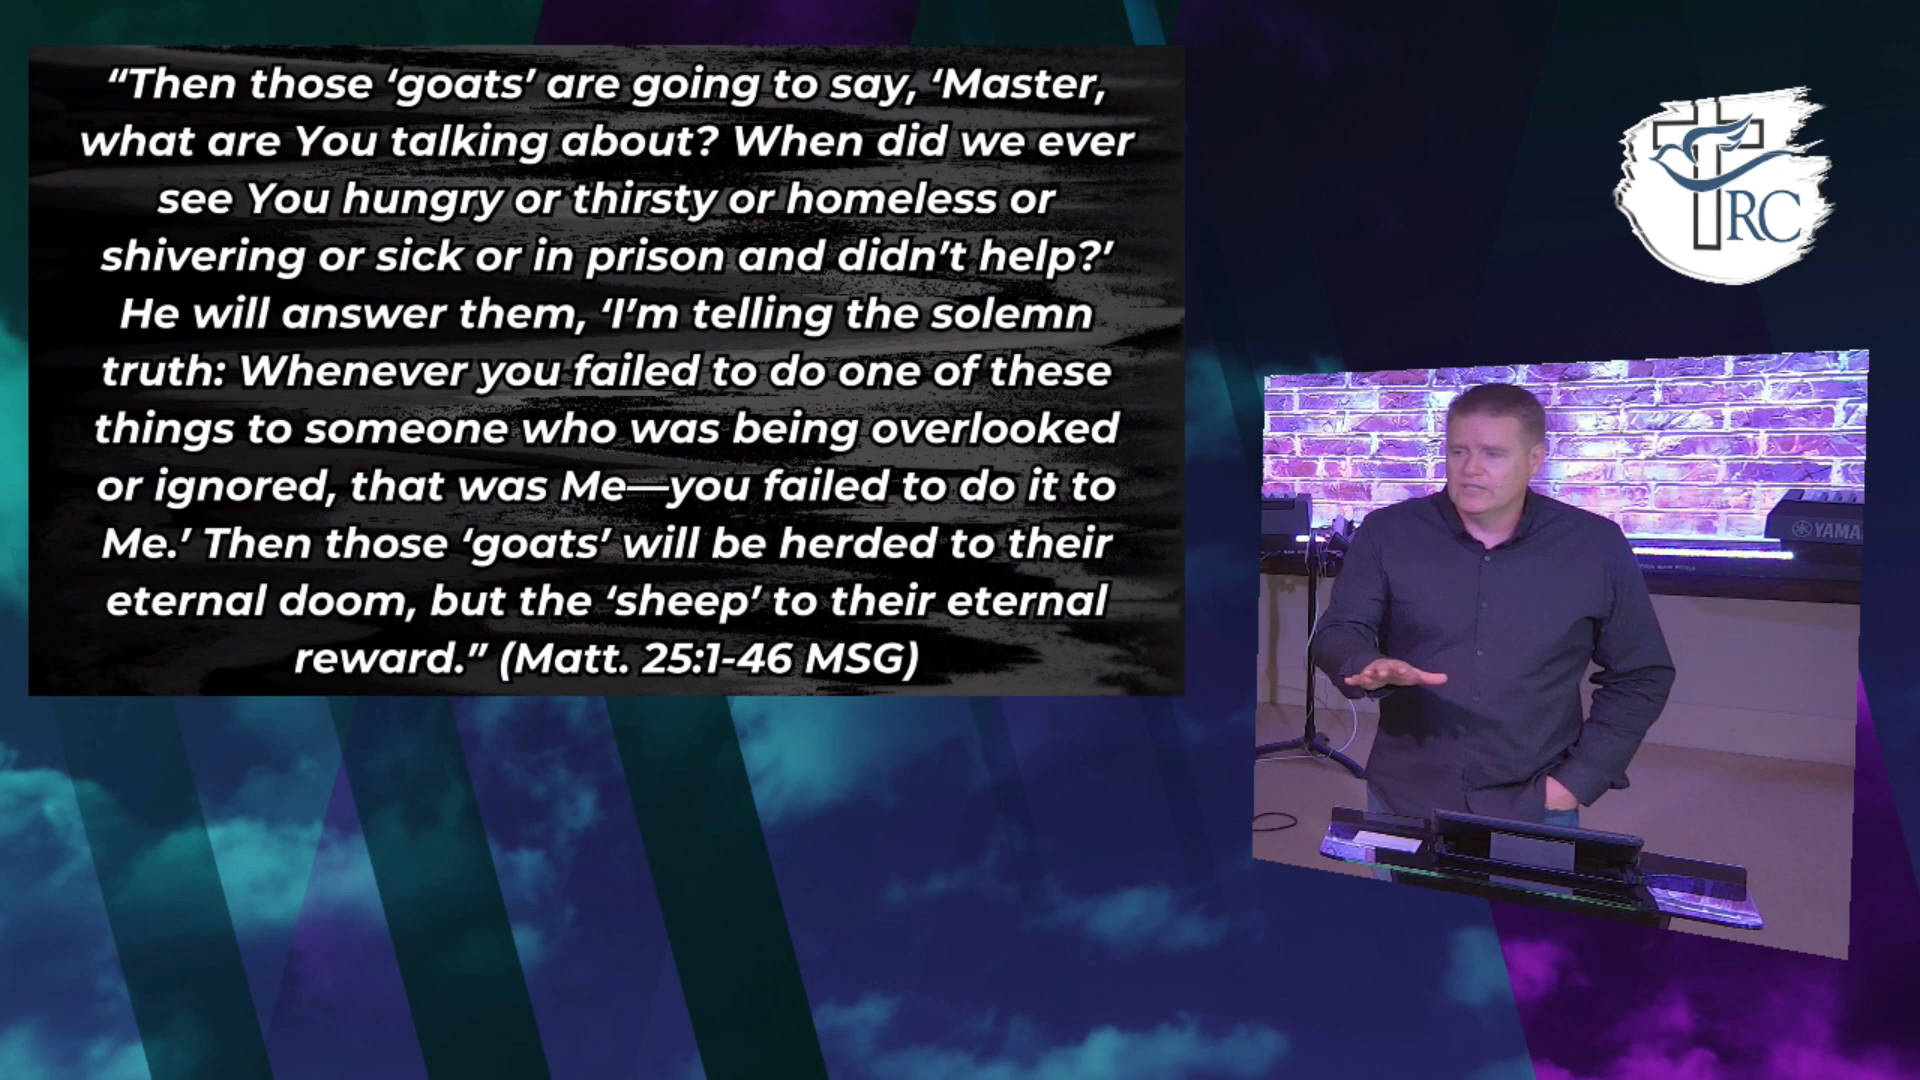 “Then those ‘goats’ are going to say, ‘Master,
what are You talking about? When did we ever
see You hungry or thirsty or homeless or
shivering or sick or in prison and didn’t help?’
He will answer them, ‘I’m telling the solemn
truth: Whenever you failed to do one of these
things to someone who was being overlooked
or ignored, that was Me—you failed to do it to
Me.’ Then those ‘goats’ will be herded to their
eternal doom, but the ‘sheep’ to their eternal
reward.” (Matt. 25:1-46 MSG)
RC
YAMA